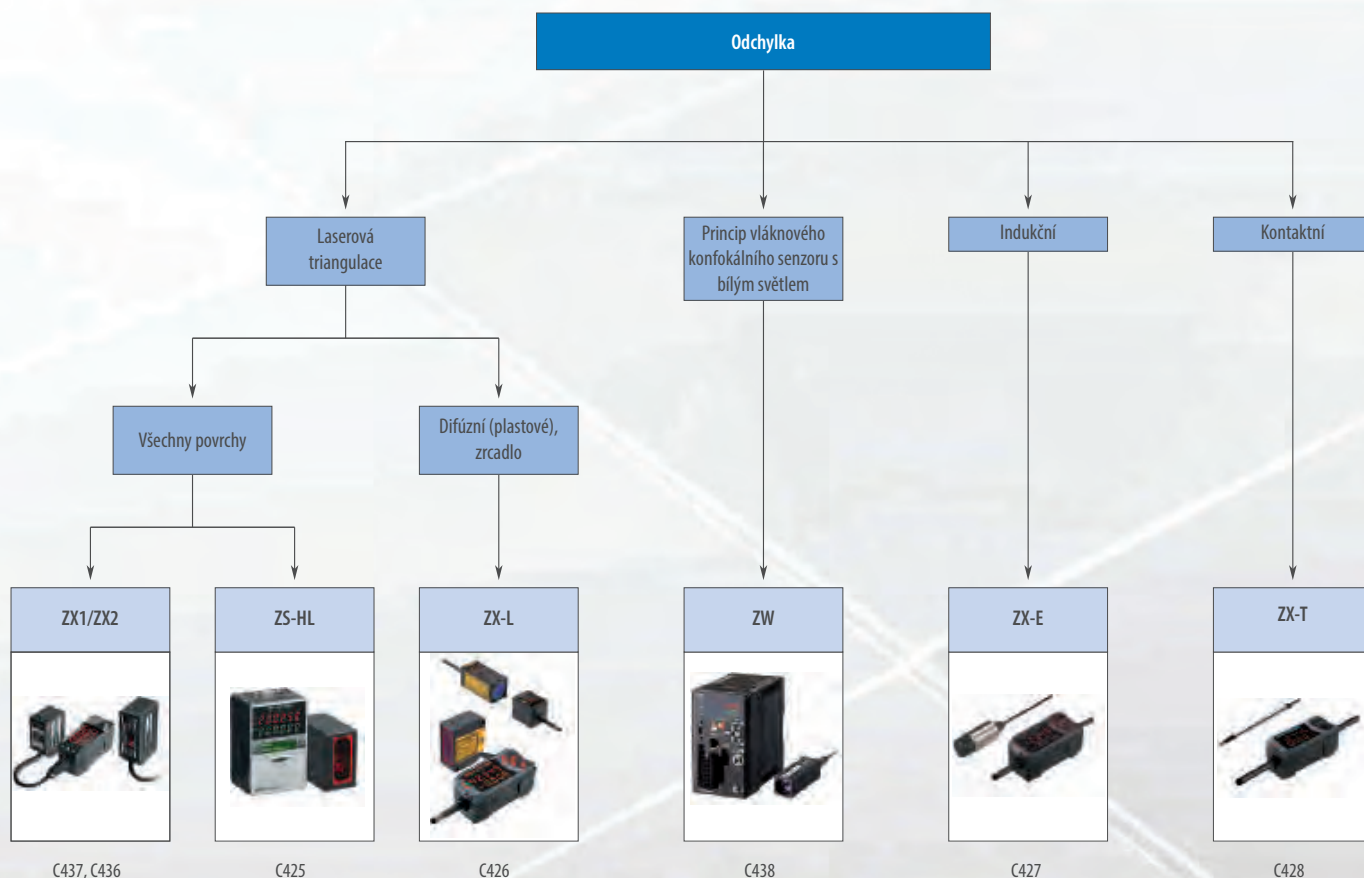 Odchylka
Laserová
triangulace
Princip vláknového
konfokálního senzoru s
bílým světlem
Indukční
Kontaktní
Všechny povrchy
Difúzní (plastové),
zrcadlo
ZX1/ZX2
ZS-HL
ZX-L
ZW
ZX-E
ZX-T
C437, C436
C425
C426
C438
C427
C428